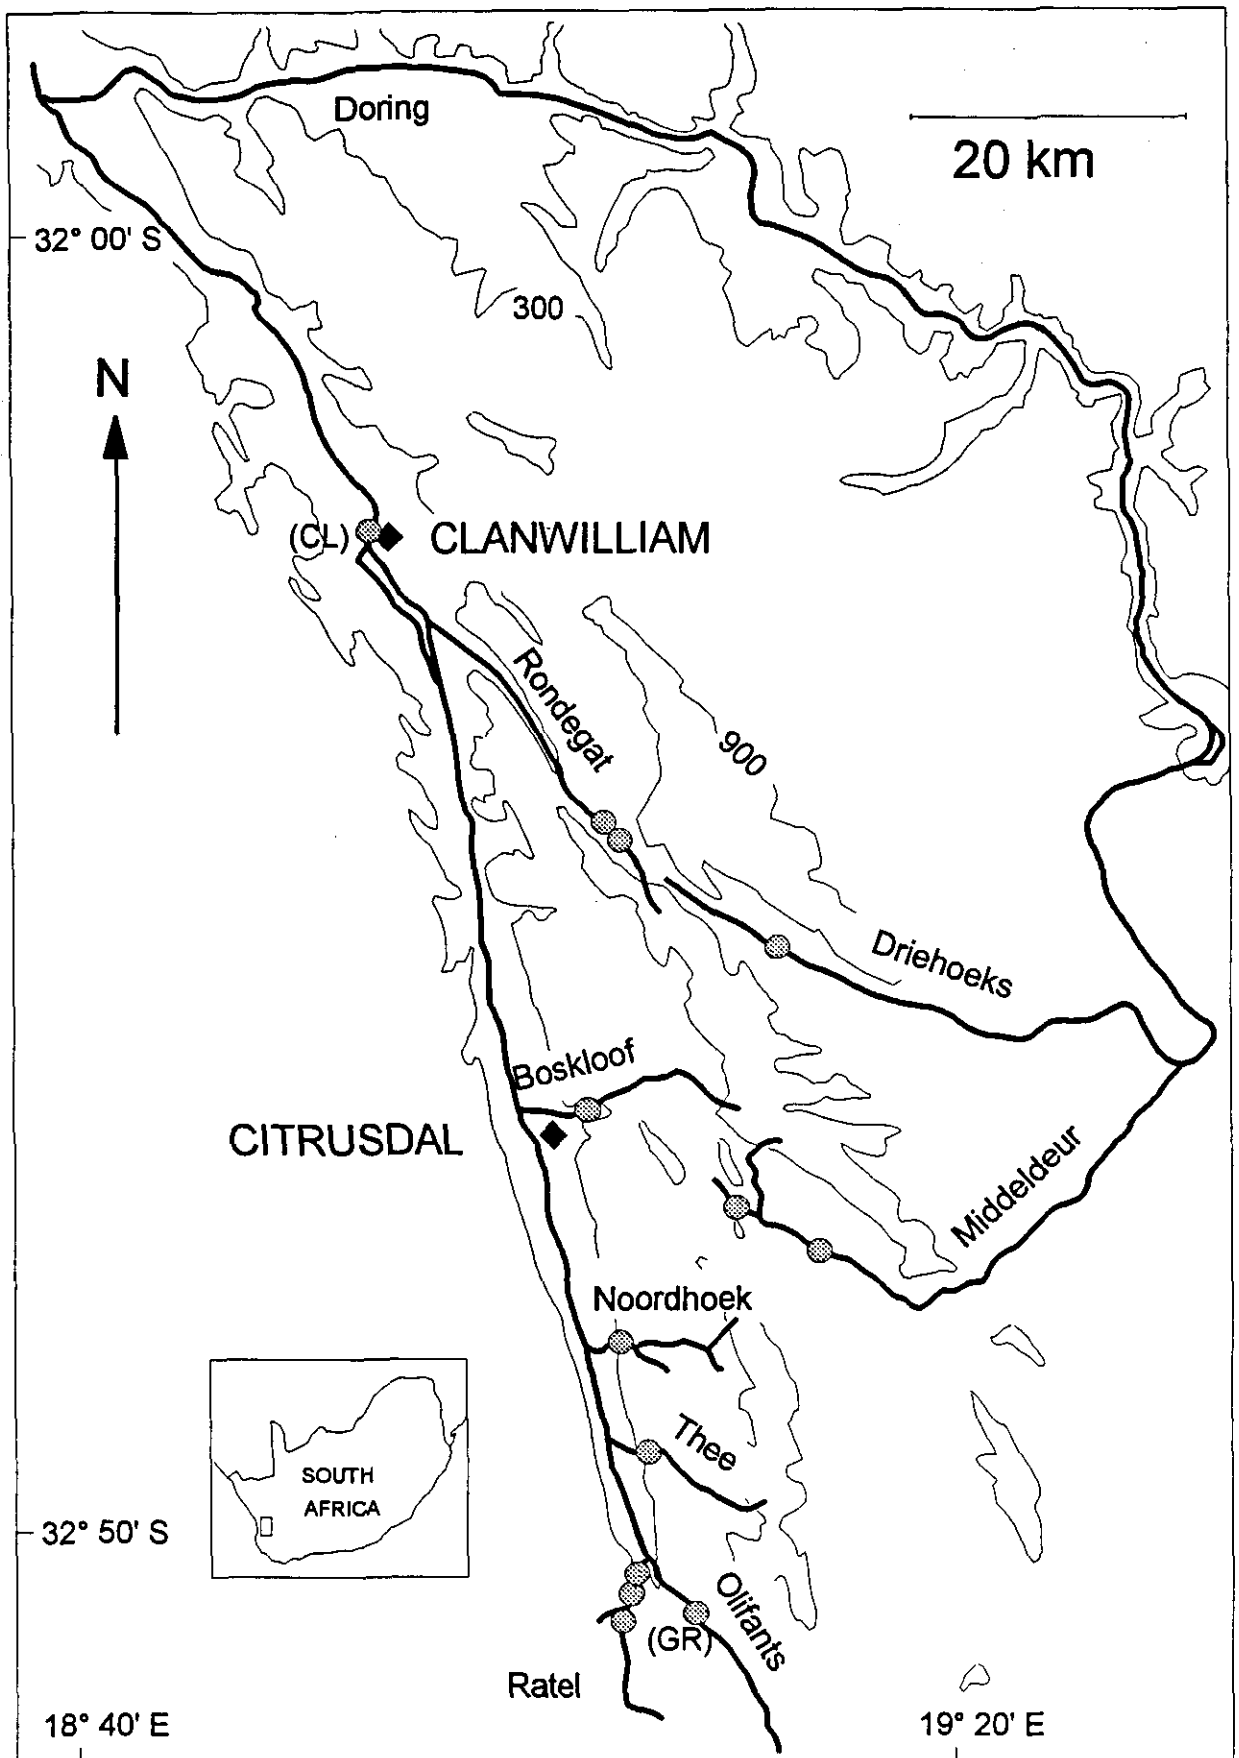 Doring
20 km
32° 00' S
300
N
(CL)
CLANWILLIAM
Rondegat
900
Driehoeks
Boskloof
CITRUSDAL
Middeldeur
Noordhoek
Thee
SOUTH
AFRICA
32° 50' S
Olifants
(GR)
Ratel
18° 40' E
19° 20' E